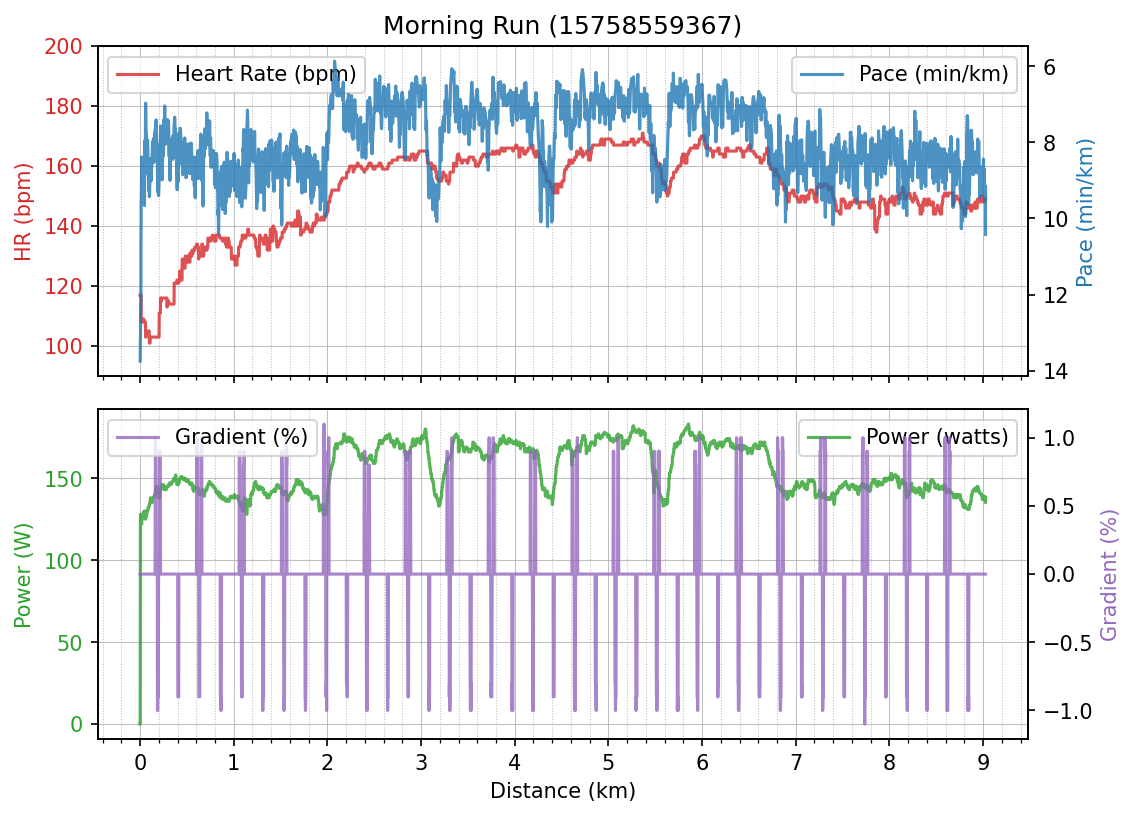 Morning Run (15758559367)
Heart Rate (bpm)
Pace (min/km)
200
180
160
140
120
100
HR (bpm)
6
8
10
12
14
Pace (min/km)
Gradient (%)
Power (watts)
150
100
50
0
Power (W)
1.0
0.5
0.0
−0.5
−1.0
Gradient (%)
0 1 2 3 4 5 6 7 8 9
Distance (km)